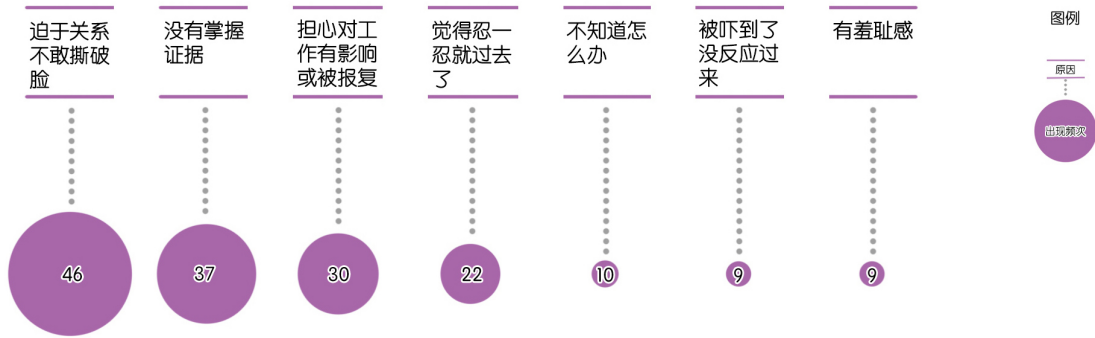 迫于关系
不敢撕破
脸
没有掌握
证据
担心对工
作有影响
或被报复
觉得忍一
忍就过去
了
不知道怎
么办
被吓到了
没反应过
来
有羞耻感
46
37
30
22
10
9
9
图例
原因
出现频次